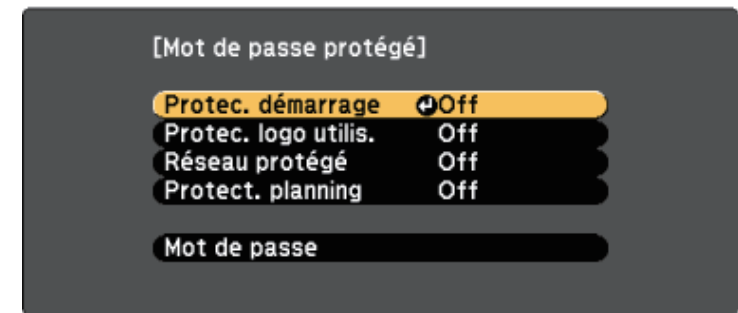 [Mot de passe protégé]
Protec. démarrage Off
Protec. logo utilis. Off
Réseau protégé Off
Protect. planning Off
Mot de passe